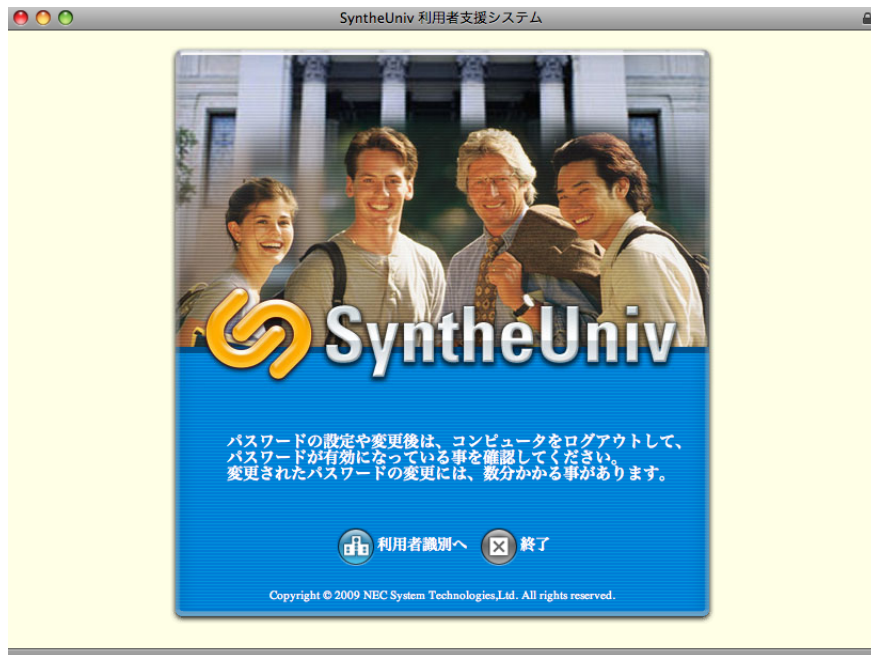 SyntheUniv 利用者支援システム
SyntheUniv
パスワードの設定や変更後は、コンピュータをログアウトして、
パスワードが有効になっている事を確認してください。
変更されたパスワードの変更には、数分かかる事があります。
利用者識別へ 終了
Copyright © 2009 NEC System Technologies,Ltd. All rights reserved.